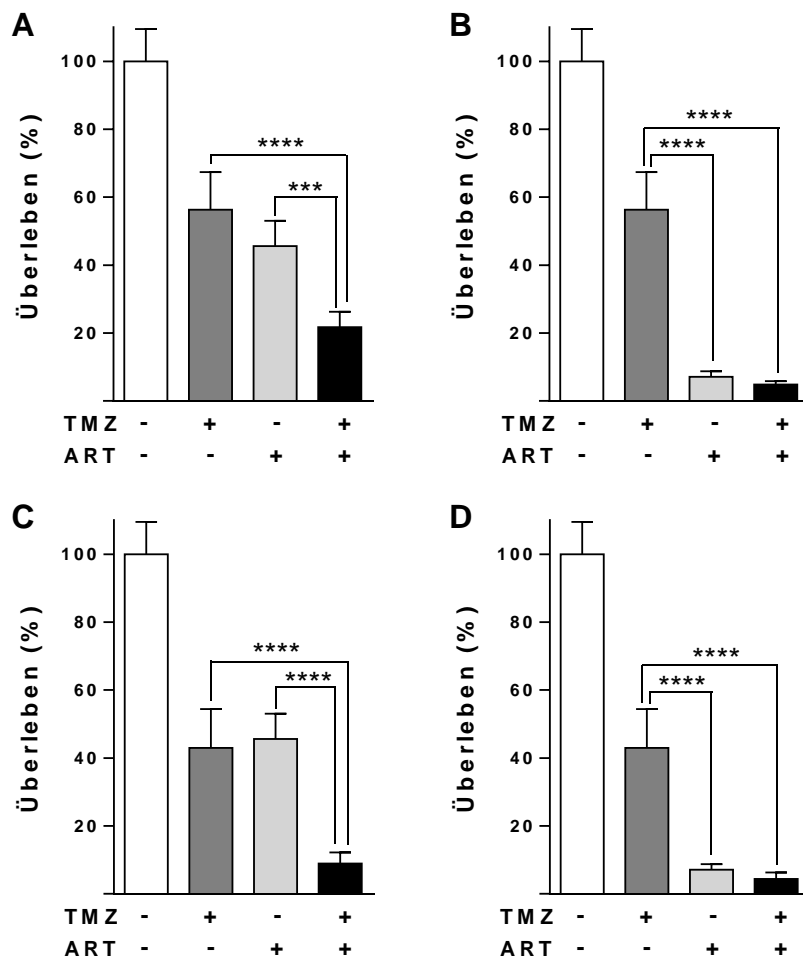 A
Überleben (%)
100
80
60
40
20
****
***
TMZ - + - +
ART - - + +
B
Überleben (%)
100
80
60
40
20
****
****
TMZ - + - +
ART - - + +
C
Überleben (%)
100
80
60
40
20
****
****
TMZ - + - +
ART - - + +
D
Überleben (%)
100
80
60
40
20
****
****
TMZ - + - +
ART - - + +